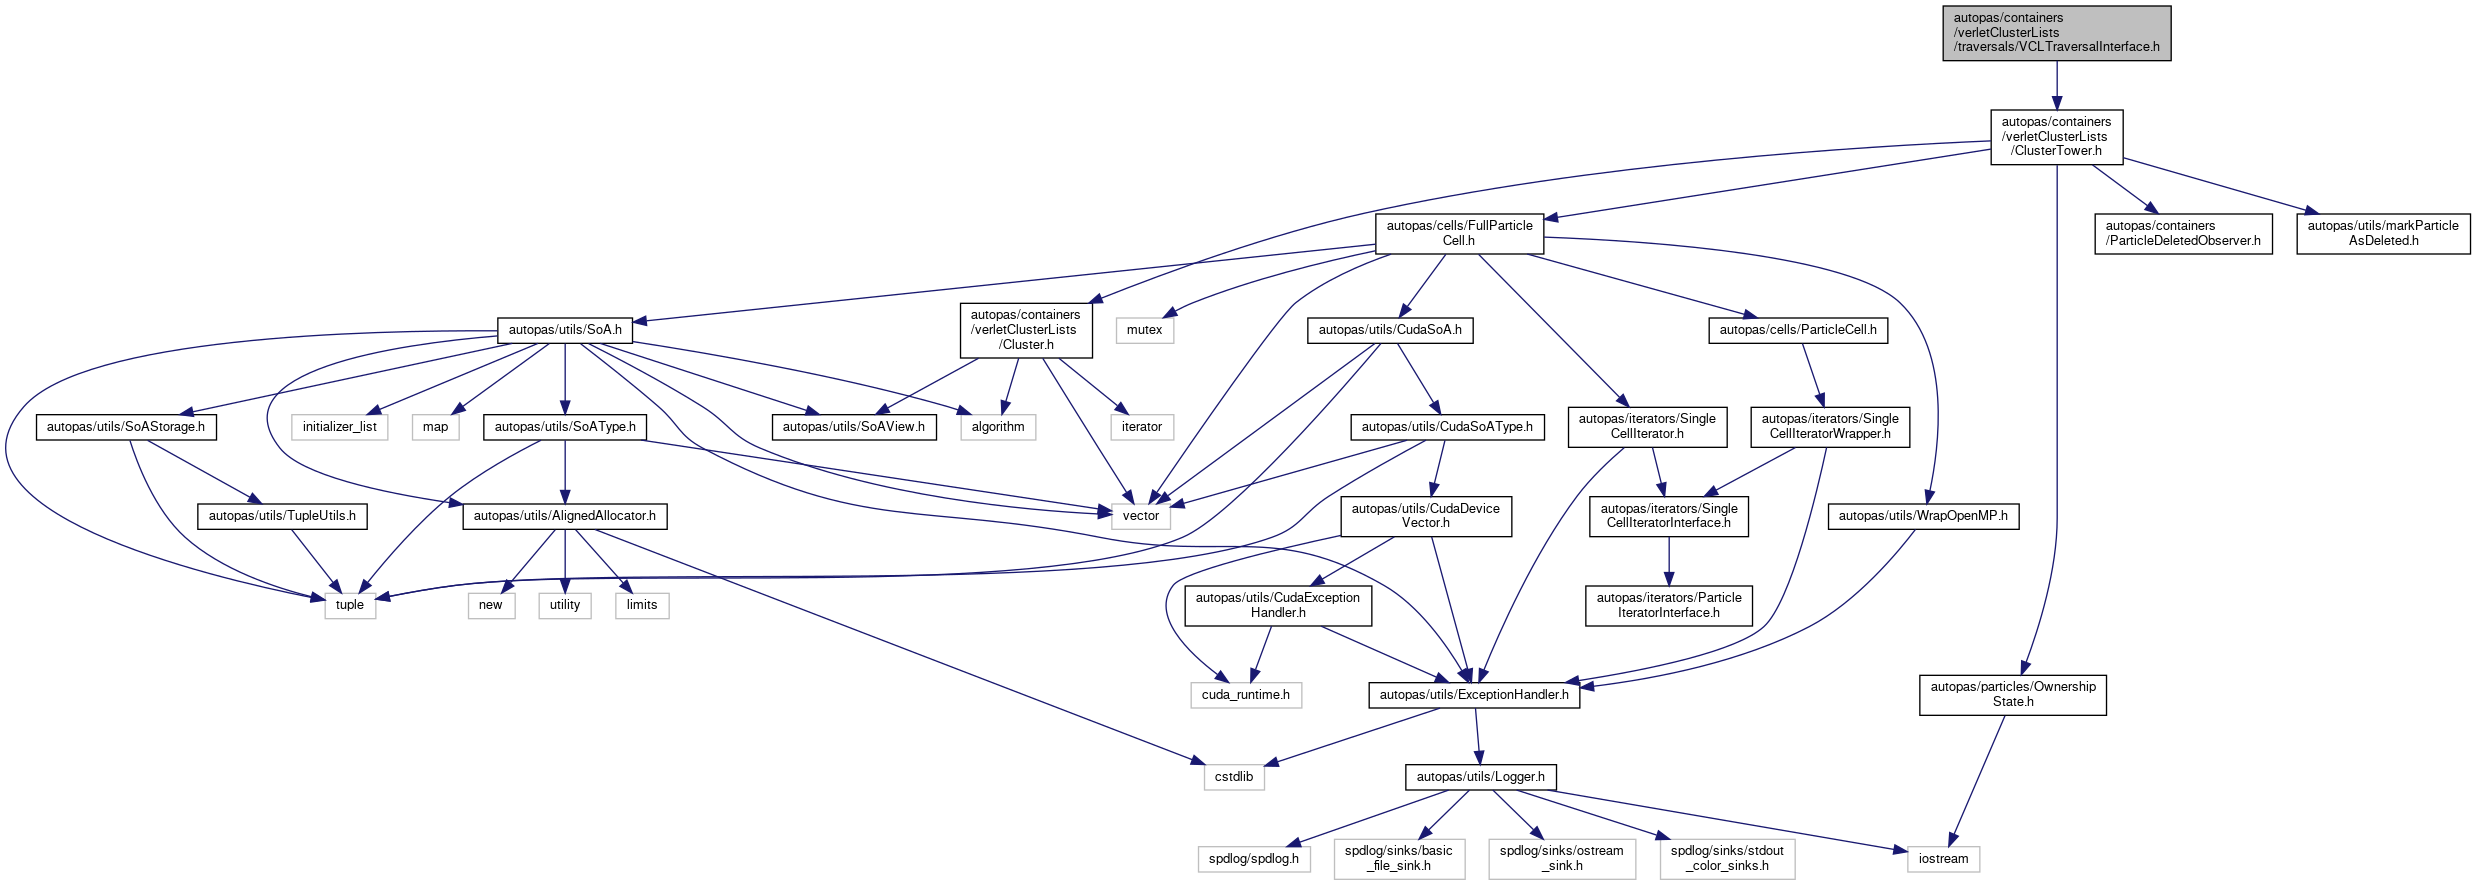 autopas/containers
/verletClusterLists
/traversals/VCLTraversalInterface.h
autopas/containers
/verletClusterLists
/ClusterTower.h
autopas/cells/FullParticle
Cell.h
autopas/containers
/ParticleDeletedObserver.h
autopas/utils/markParticle
AsDeleted.h
autopas/utils/SoA.h
autopas/containers
/verletClusterLists
/Cluster.h
mutex
autopas/utils/CudaSoA.h
autopas/cells/ParticleCell.h
autopas/utils/SoAStorage.h
initializer_list
map
autopas/utils/SoAType.h
autopas/utils/SoAView.h
algorithm
iterator
autopas/utils/CudaSoAType.h
autopas/iterators/Single
CellIterator.h
autopas/iterators/Single
CellIteratorWrapper.h
autopas/utils/TupleUtils.h
autopas/utils/AlignedAllocator.h
vector
autopas/utils/CudaDevice
Vector.h
autopas/iterators/Single
CellIteratorInterface.h
autopas/utils/WrapOpenMP.h
tuple
new
utility
limits
autopas/utils/CudaException
Handler.h
autopas/iterators/Particle
IteratorInterface.h
cuda_runtime.h
autopas/utils/ExceptionHandler.h
autopas/particles/Ownership
State.h
cstdlib
autopas/utils/Logger.h
spdlog/spdlog.h
spdlog/sinks/basic
_file_sink.h
spdlog/sinks/ostream
_sink.h
spdlog/sinks/stdout
_color_sinks.h
iostream